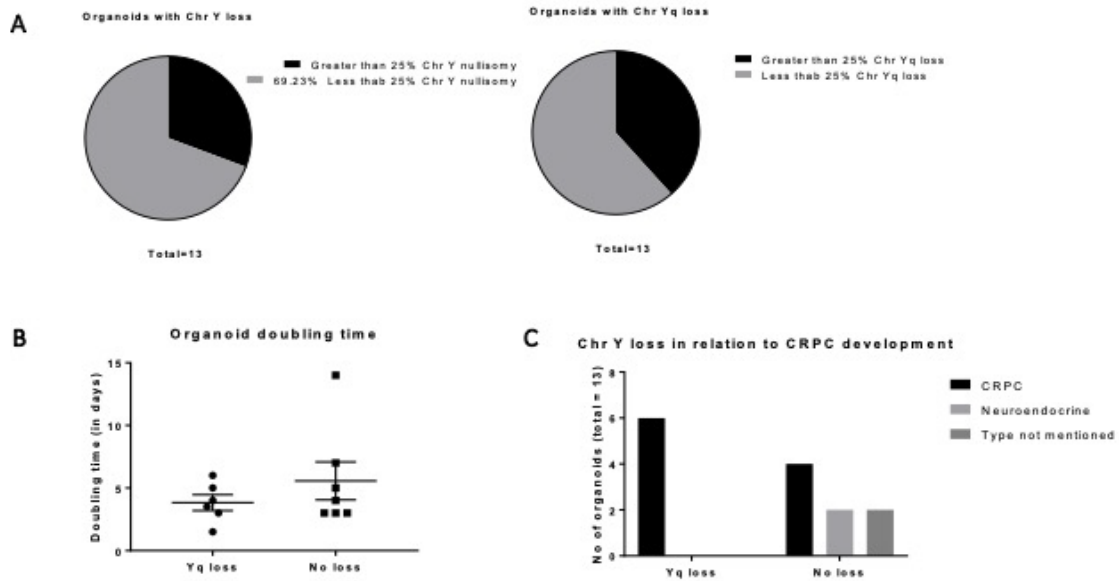 A
Organoids with Chr Y loss
Greater than 25% Chr Y nullisomy
69.23% Less thab 25% Chr Y nullisomy
Total=13
Organoids with Chr Yq loss
Greater than 25% Chr Yq loss
Less thab 25% Chr Yq loss
Total=13
B
Organoid doubling time
Doubling time (in days)
15
10
5
0
Yq loss
No loss
C
Chr Y loss in relation to CRPC development
No of organoids (total = 13)
8
6
4
2
0
Yq loss
No loss
CRPC
Neuroendocrine
Type not mentioned